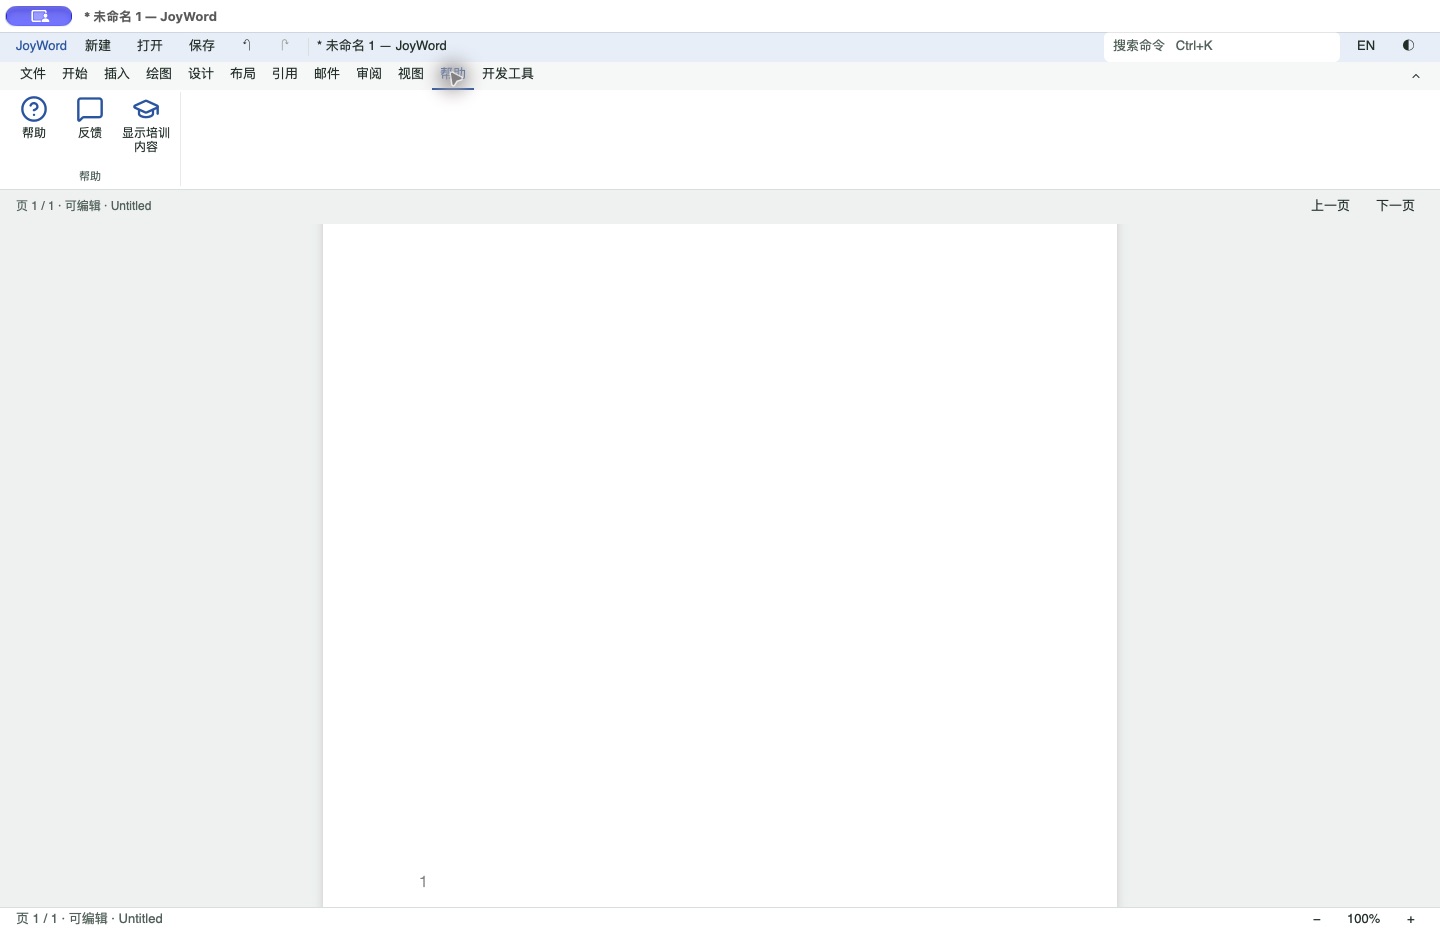 * 未命名 1 — JoyWord
JoyWord 新建 打开 保存 * 未命名 1 — JoyWord 搜索命令 Ctrl+K EN
文件 开始 插入 绘图 设计 布局 引用 邮件 审阅 视图 帮助 开发工具
帮助 反馈 显示培训
内容
帮助
页 1 / 1 · 可编辑 · Untitled 上一页 下一页
1
页 1 / 1 · 可编辑 · Untitled − 100% +